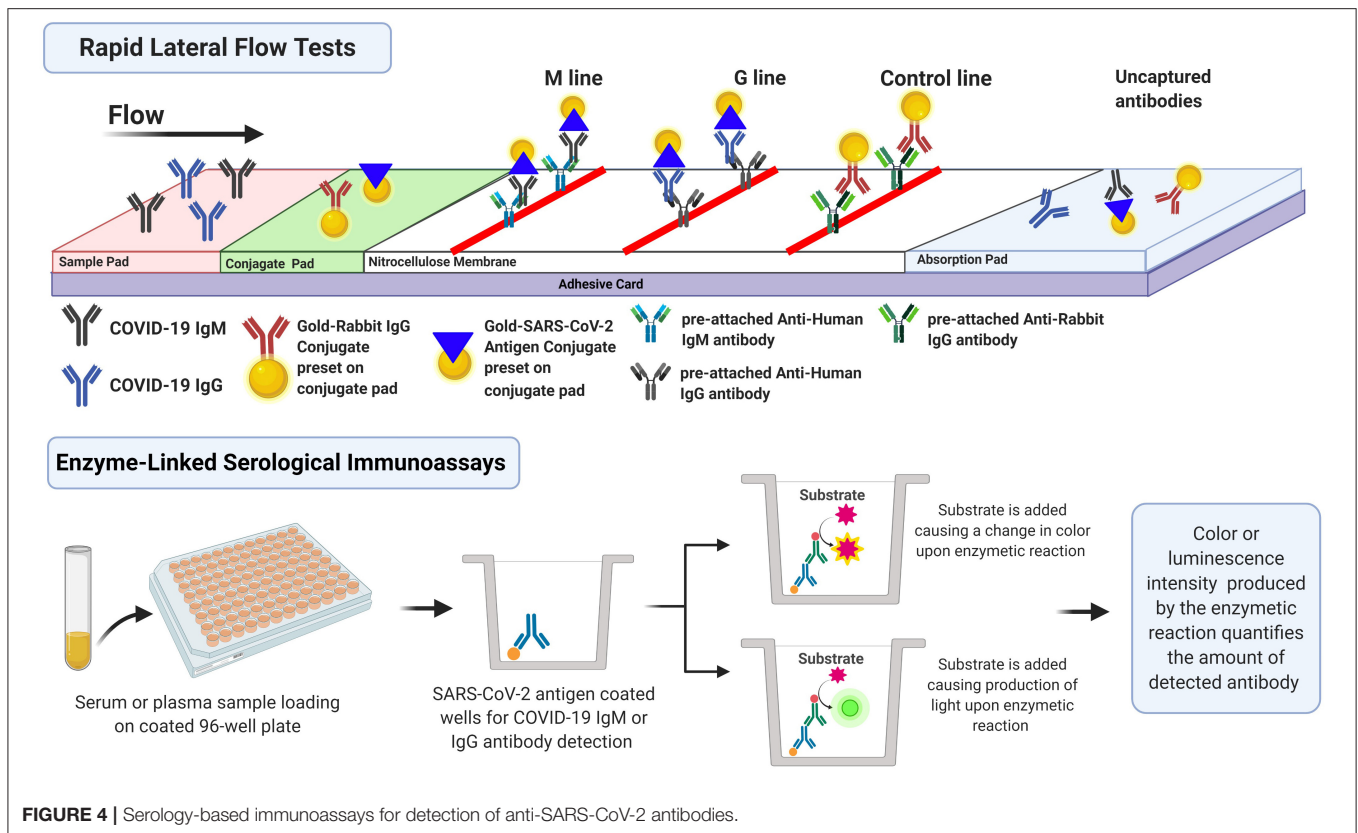 Rapid Lateral Flow Tests
Flow
M line
G line
Control line
Uncaptured
antibodies
Sample Pad
Conjagate Pad
Nitrocellulose Membrane
Absorption Pad
Adhesive Card
COVID-19 IgM
COVID-19 IgG
Gold-Rabbit IgG
Conjugate
preset on
conjugate pad
Gold-SARS-CoV-2
Antigen Conjugate
preset on
conjugate pad
pre-attached Anti-Human
IgM antibody
pre-attached Anti-Human
IgG antibody
pre-attached Anti-Rabbit
IgG antibody
Enzyme-Linked Serological Immunoassays
Serum or plasma sample loading
on coated 96-well plate
SARS-CoV-2 antigen coated
wells for COVID-19 IgM or
IgG antibody detection
Substrate
Substrate is added
causing a change in color
upon enzymetic reaction
Substrate
Substrate is added
causing production of
light upon enzymetic
reaction
Color or
luminescence
intensity produced
by the enzymetic
reaction quantifies
the amount of
detected antibody
FIGURE 4 | Serology-based immunoassays for detection of anti-SARS-CoV-2 antibodies.